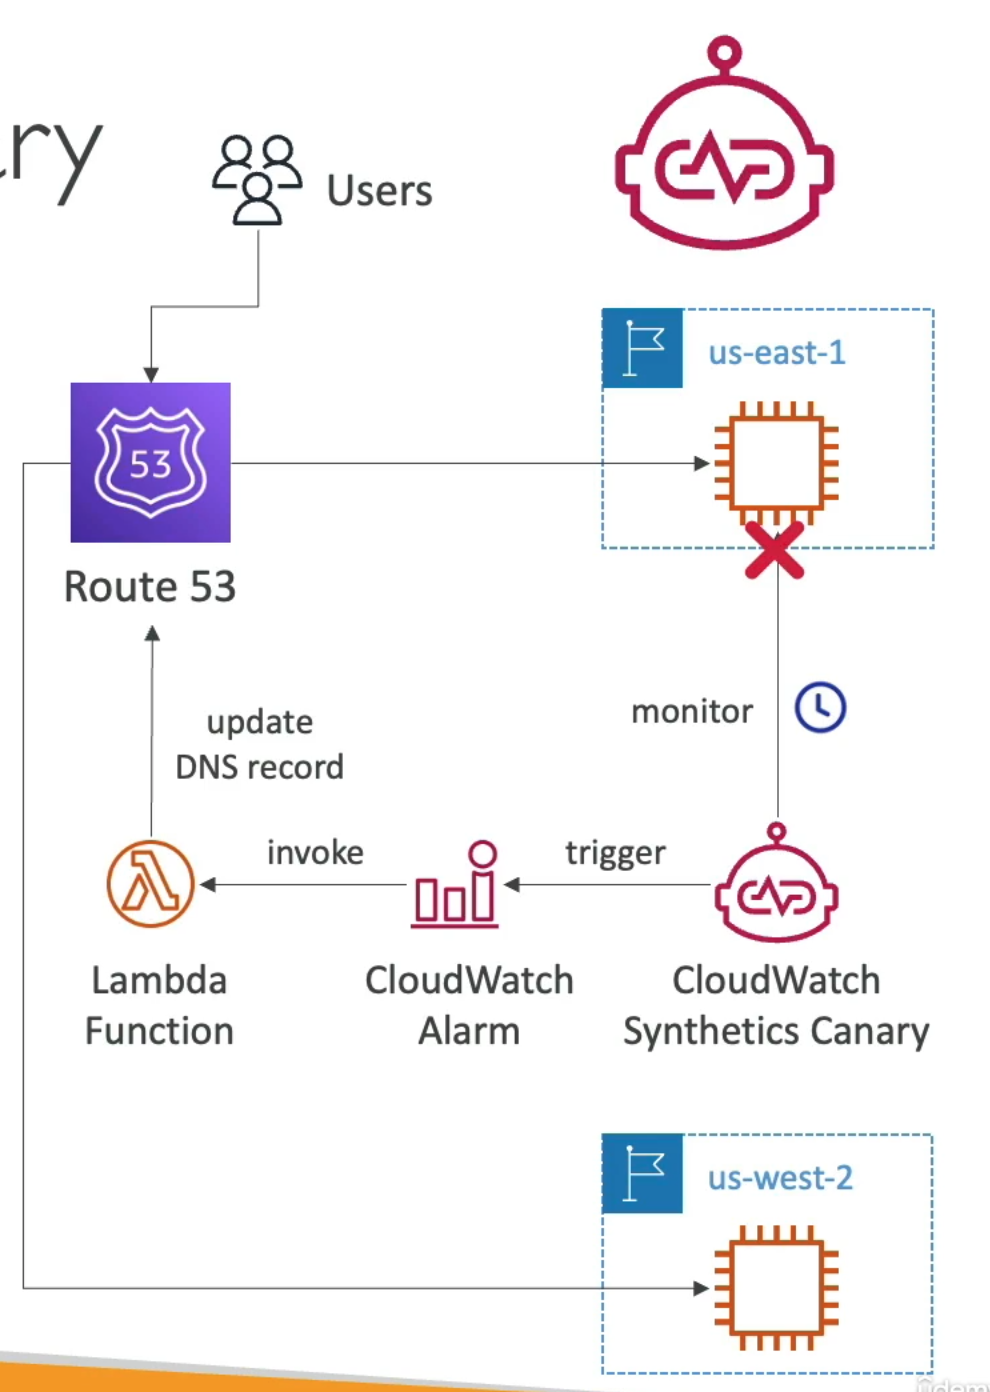 Users
us-east-1
53
Route 53
monitor
update
DNS record
invoke
trigger
Lambda
Function
CloudWatch
Alarm
CloudWatch
Synthetics Canary
us-west-2